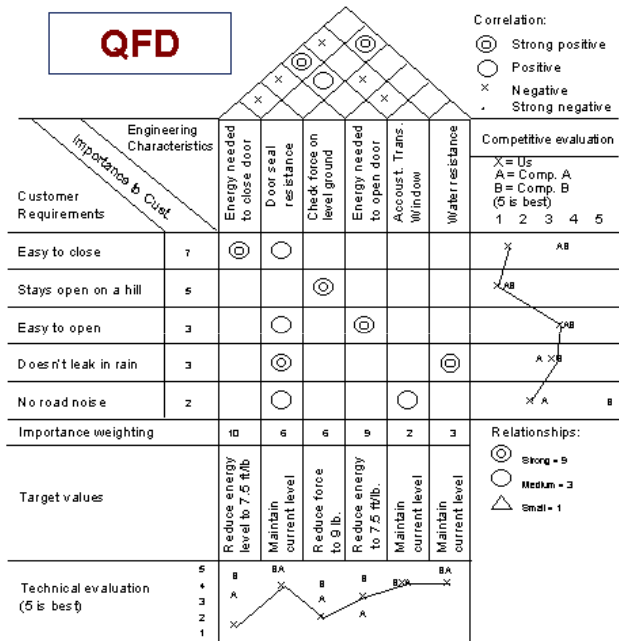 QFD
Correlation:
Strong positive
Positive
× Negative
Strong negative
Engineering
Characteristics
Importance to Cust.
Customer
Requirements
Energy needed
to close door
Door seal
resistance
Check force on
level ground
Energy needed
to open door
Accoust. Trans.
Window
Water resistance
Competitive evaluation
X = Us
A = Comp. A
B = Comp. B
(5 is best)
1 2 3 4 5
Easy to close 7 X AB
Stays open on a hill 5 X AB
Easy to open 3 X AB
Doesn't leak in rain 3 A X B
No road noise 2 X A B
Importance weighting 10 6 6 9 2 3
Relationships:
Strong = 9
Medium = 3
Small = 1
Target values
Reduce energy
level to 7.5 ft/lb
Maintain
current level
Reduce force
to 9 lb.
Reduce energy
to 7.5 ft/lb.
Maintain
current level
Maintain
current level
Technical evaluation
(5 is best)
5 B A B A
4 B B B B X A X
3 A A X
2 X A
1 X